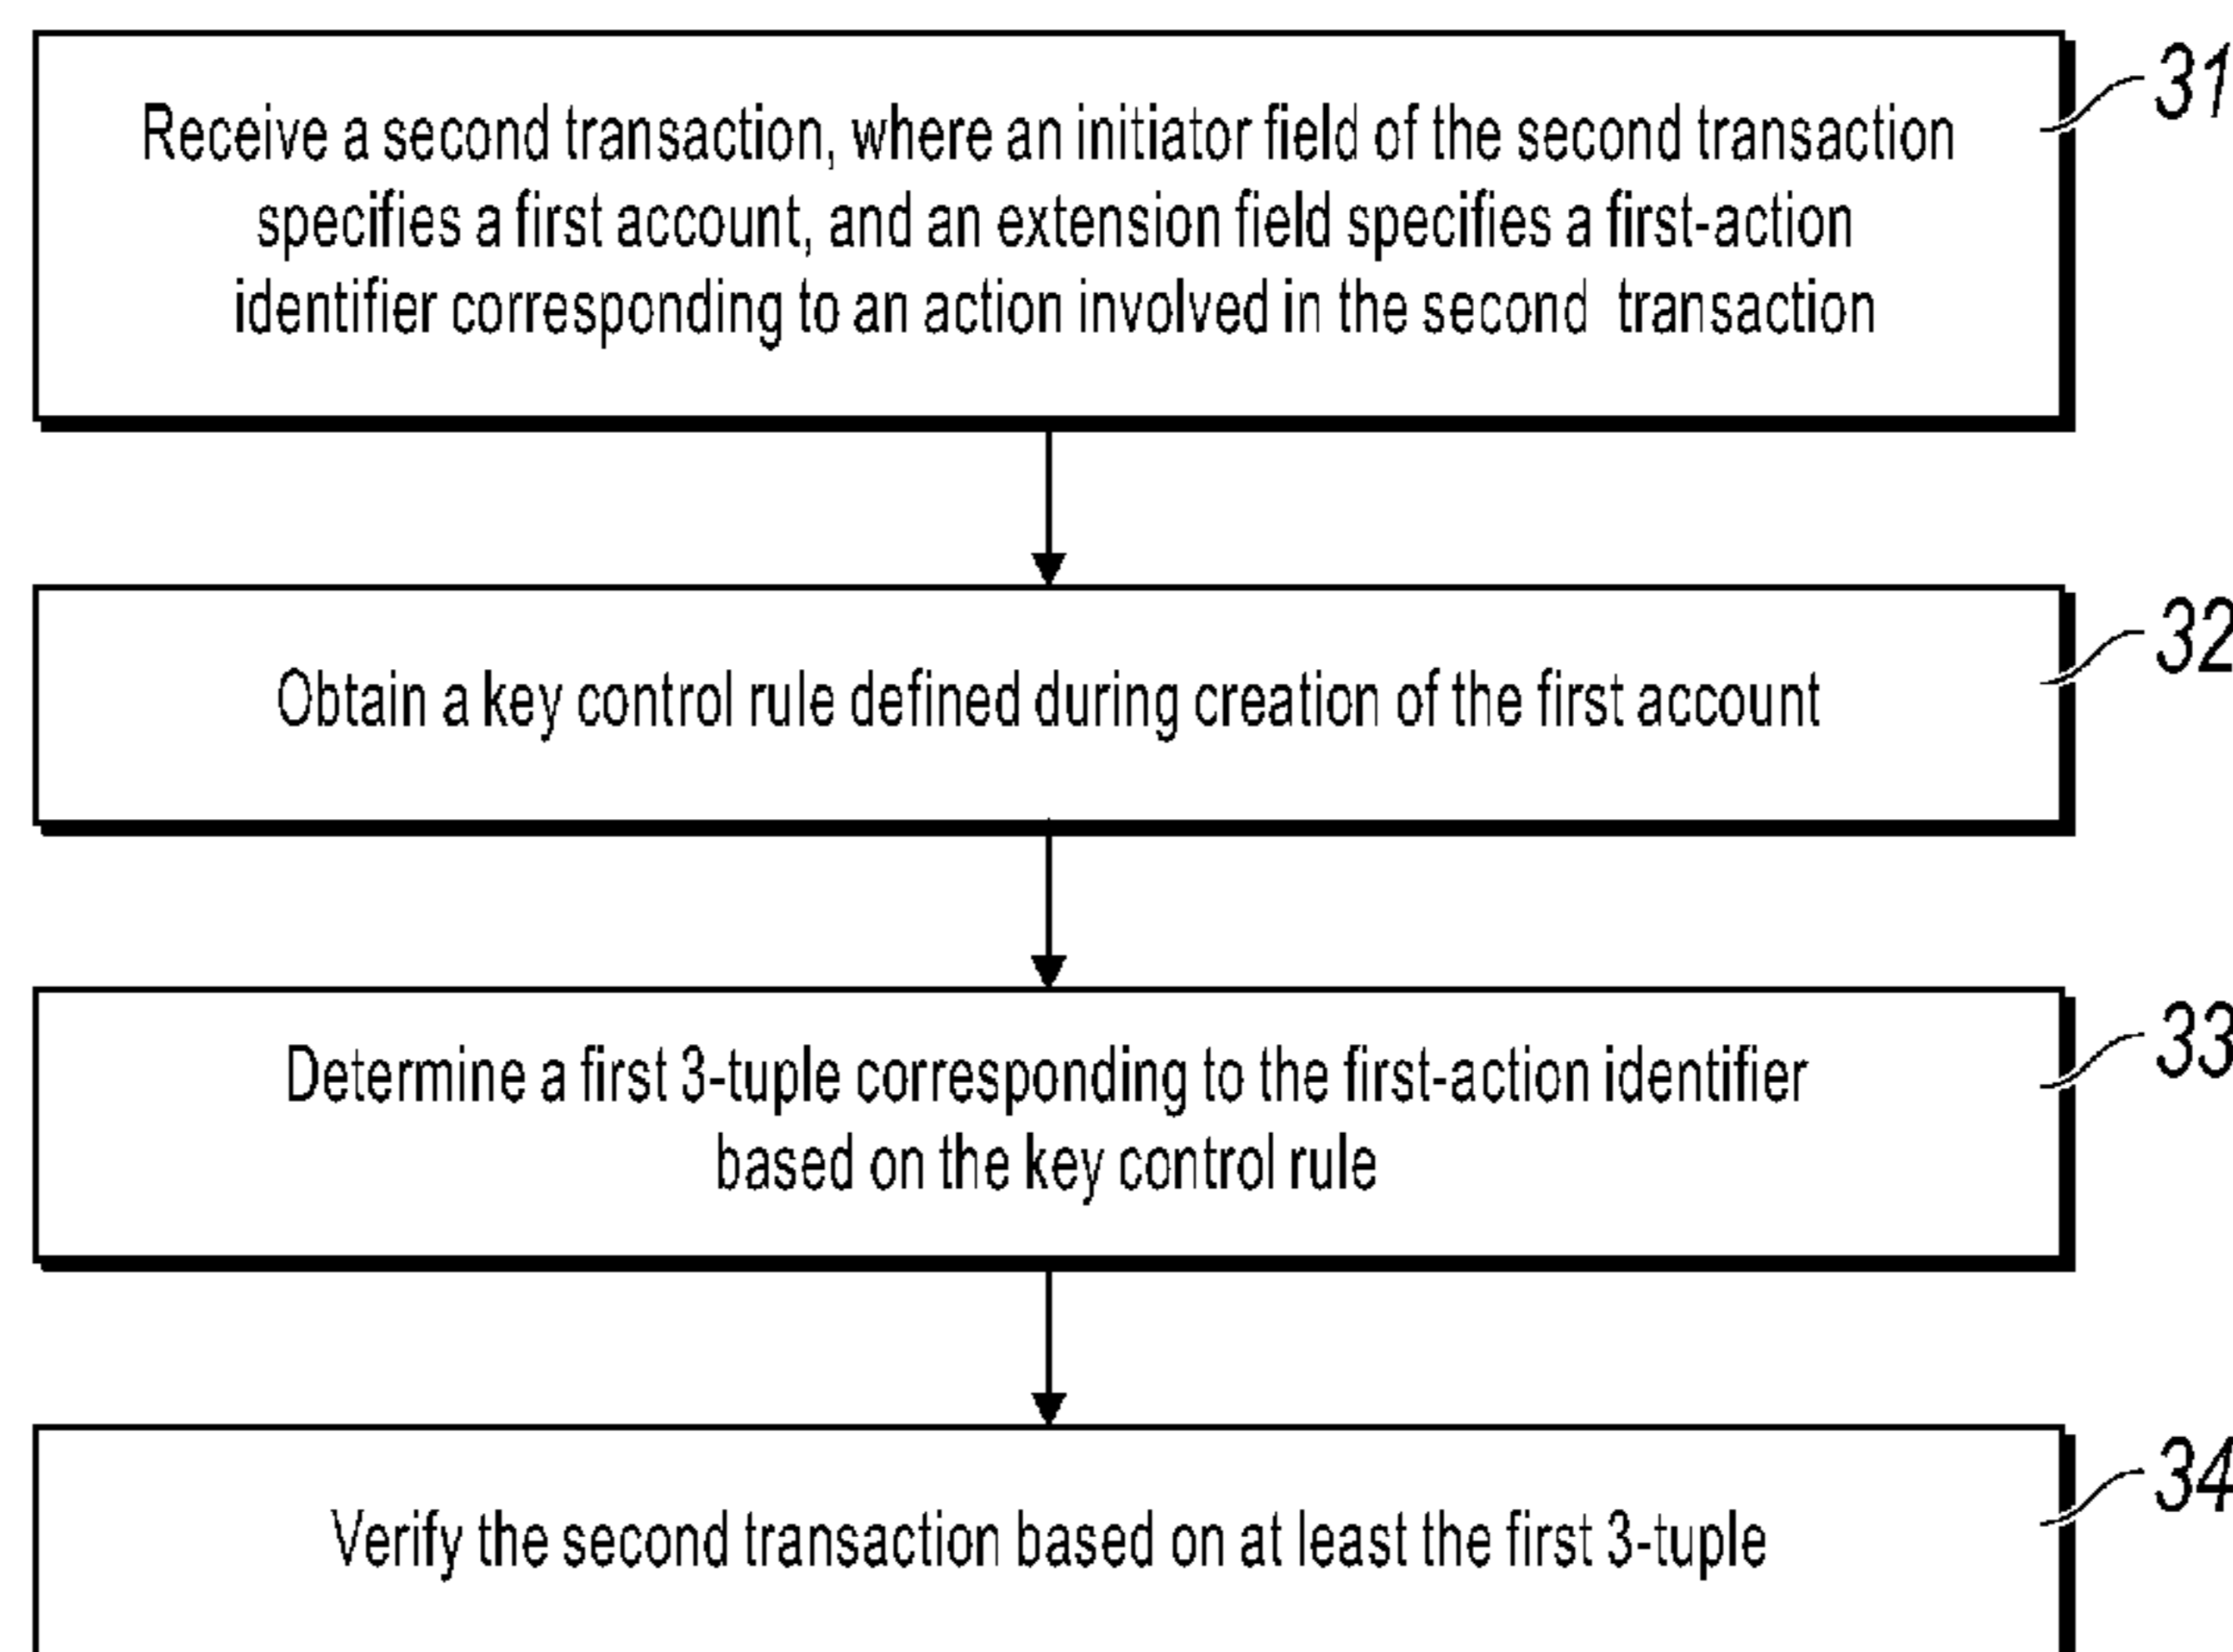 31
Receive a second transaction, where an initiator field of the second transaction
specifies a first account, and an extension field specifies a first-action
identifier corresponding to an action involved in the second transaction
32
Obtain a key control rule defined during creation of the first account
33
Determine a first 3-tuple corresponding to the first-action identifier
based on the key control rule
34
Verify the second transaction based on at least the first 3-tuple